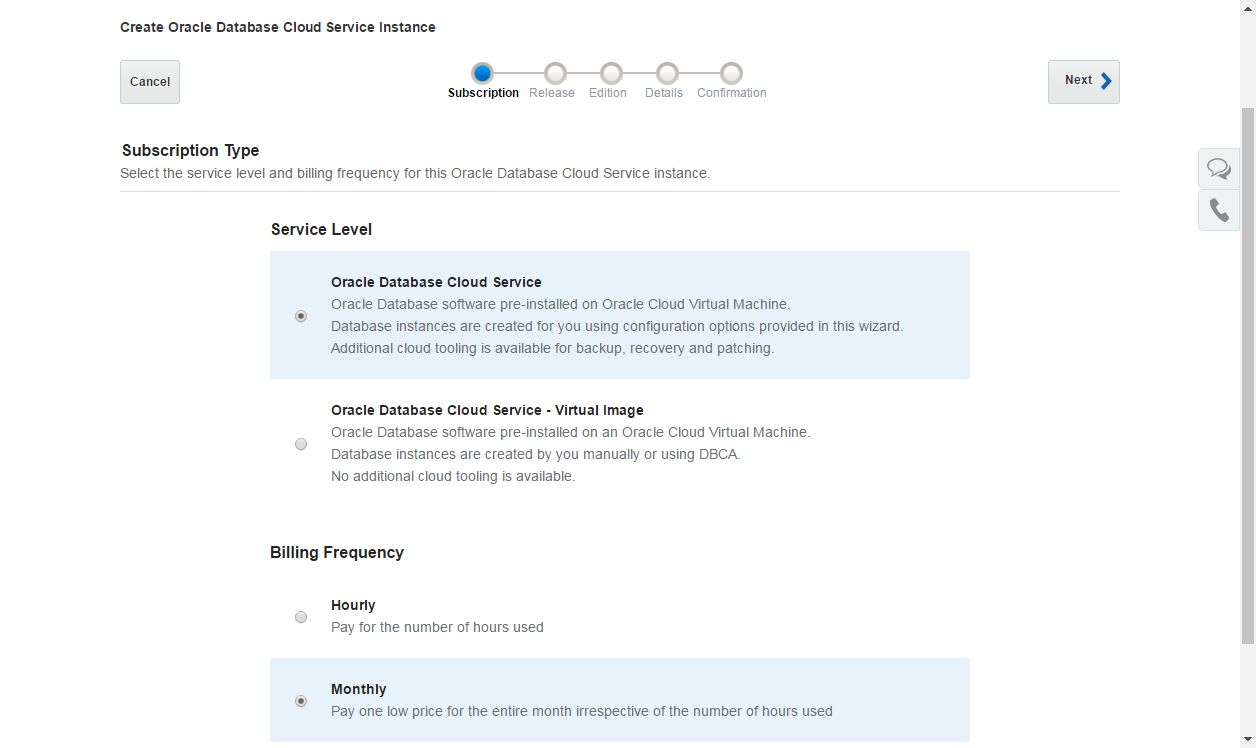 Create Oracle Database Cloud Service Instance
Cancel
Subscription Release Edition Details Confirmation
Next
Subscription Type
Select the service level and billing frequency for this Oracle Database Cloud Service instance.
Service Level
Oracle Database Cloud Service
Oracle Database software pre-installed on Oracle Cloud Virtual Machine.
Database instances are created for you using configuration options provided in this wizard.
Additional cloud tooling is available for backup, recovery and patching.
Oracle Database Cloud Service - Virtual Image
Oracle Database software pre-installed on an Oracle Cloud Virtual Machine.
Database instances are created by you manually or using DBCA.
No additional cloud tooling is available.
Billing Frequency
Hourly
Pay for the number of hours used
Monthly
Pay one low price for the entire month irrespective of the number of hours used